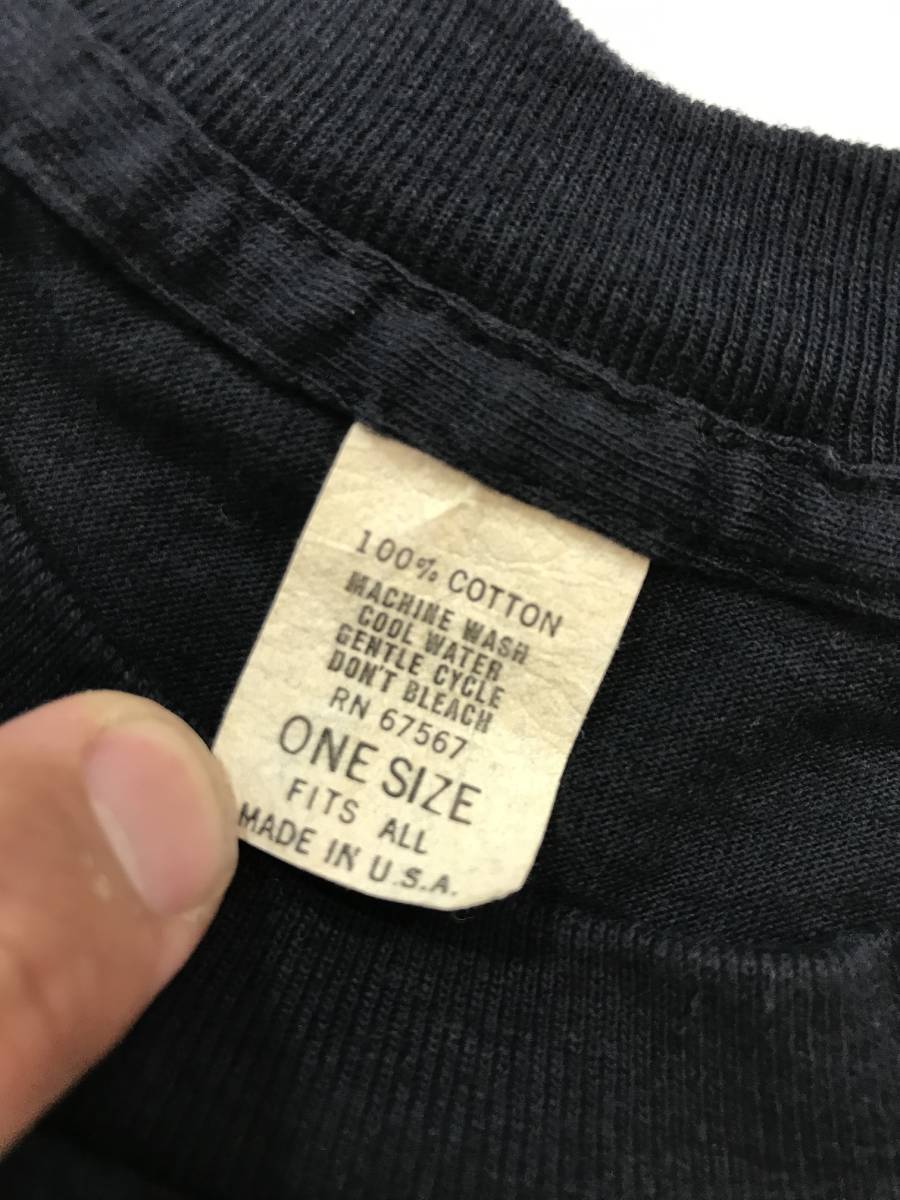 100% COTTON
MACHINE WASH
COOL WATER
GENTLE CYCLE
DON'T BLEACH
RN 67567
ONE SIZE
FITS ALL
MADE IN U.S.A.